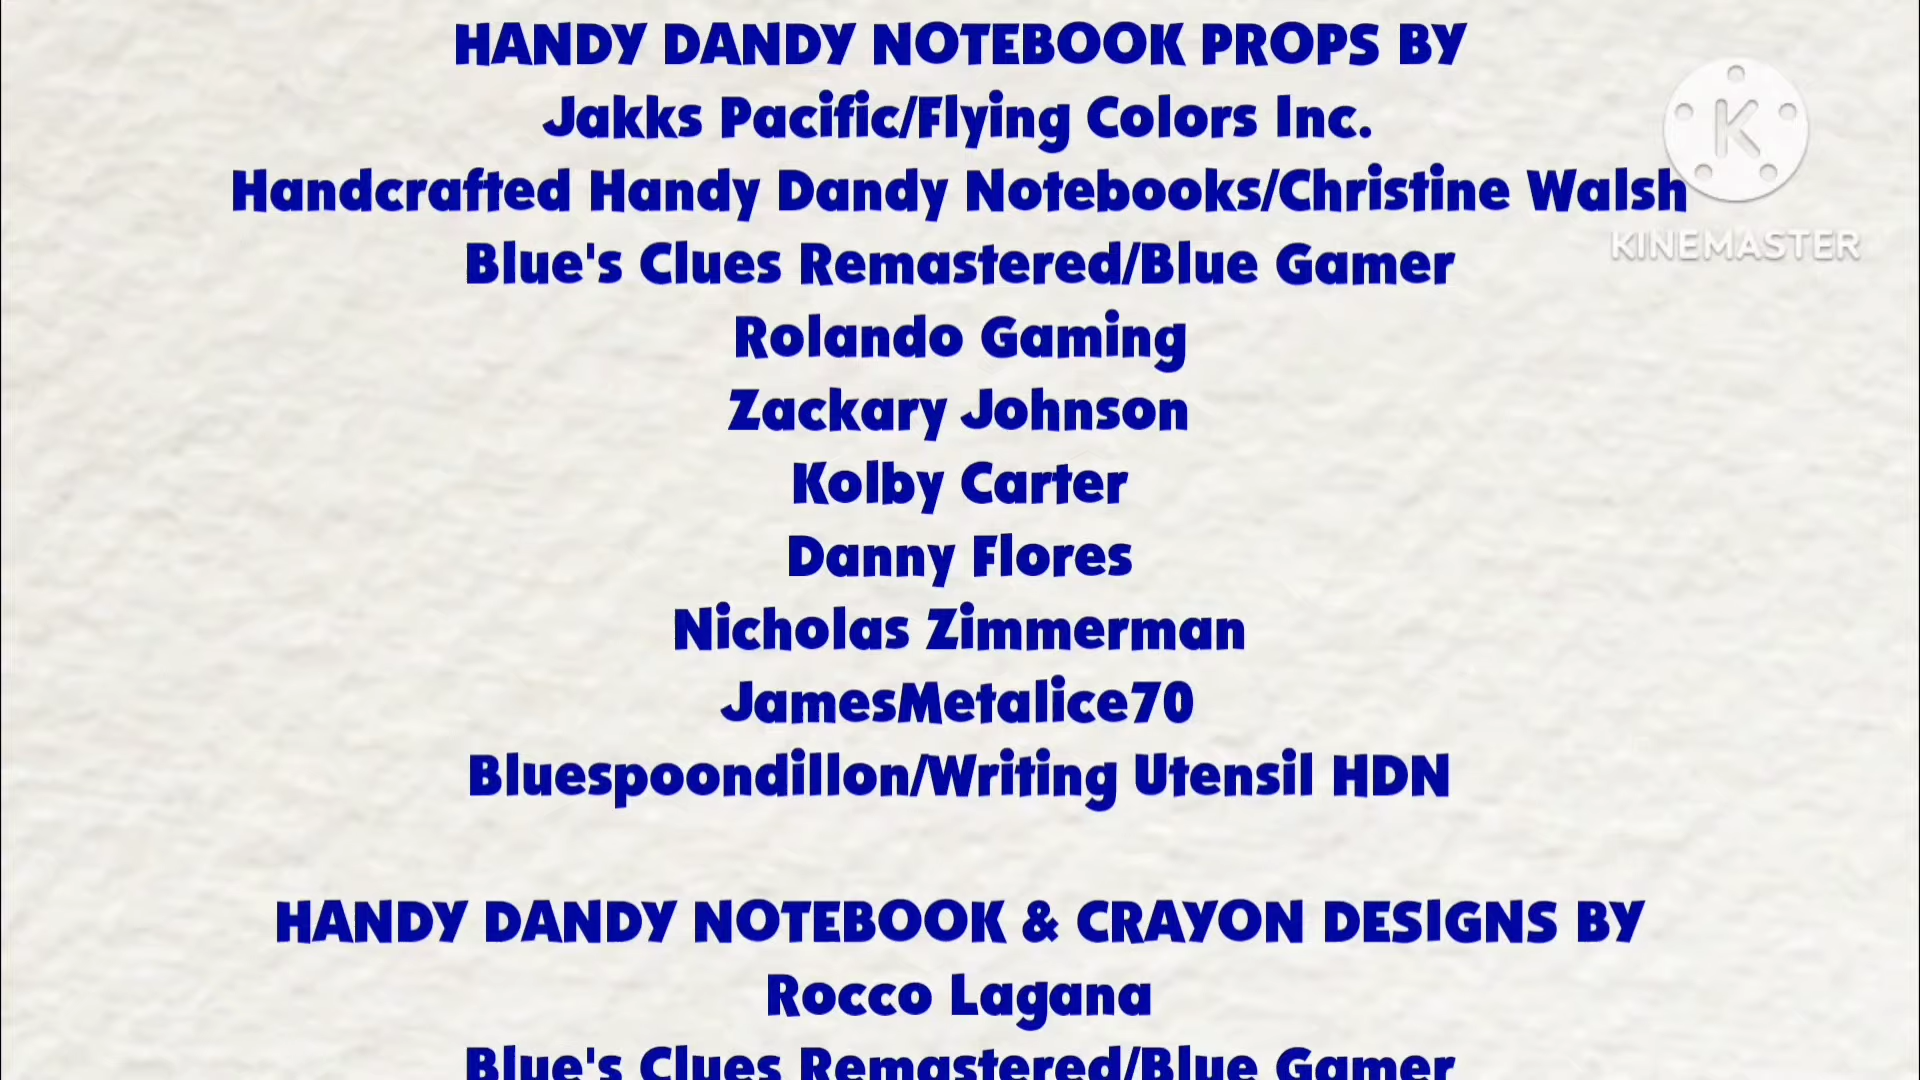 HANDY DANDY NOTEBOOK PROPS BY
Jakks Pacific/Flying Colors Inc.
Handcrafted Handy Dandy Notebooks/Christine Walsh
Blue's Clues Remastered/Blue Gamer
Rolando Gaming
Zackary Johnson
Kolby Carter
Danny Flores
Nicholas Zimmerman
JamesMetalice70
Bluespoondillon/Writing Utensil HDN
HANDY DANDY NOTEBOOK & CRAYON DESIGNS BY
Rocco Lagana
Blue's Clues Remastered/Blue Gamer
K
KINEMASTER